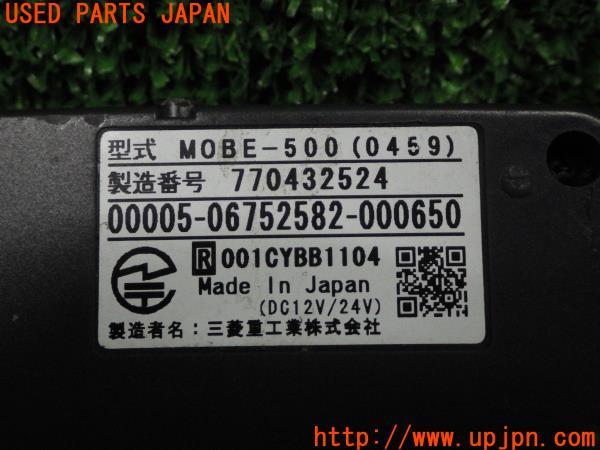 USED PARTS JAPAN
型式 MOBE-500(0459)
製造番号 770432524
00005-06752582-000650
R 001CYBB1104
Made In Japan
(DC12V/24V)
製造者名:三菱重工業株式会社
UPJ
http://www.upjpn.com/